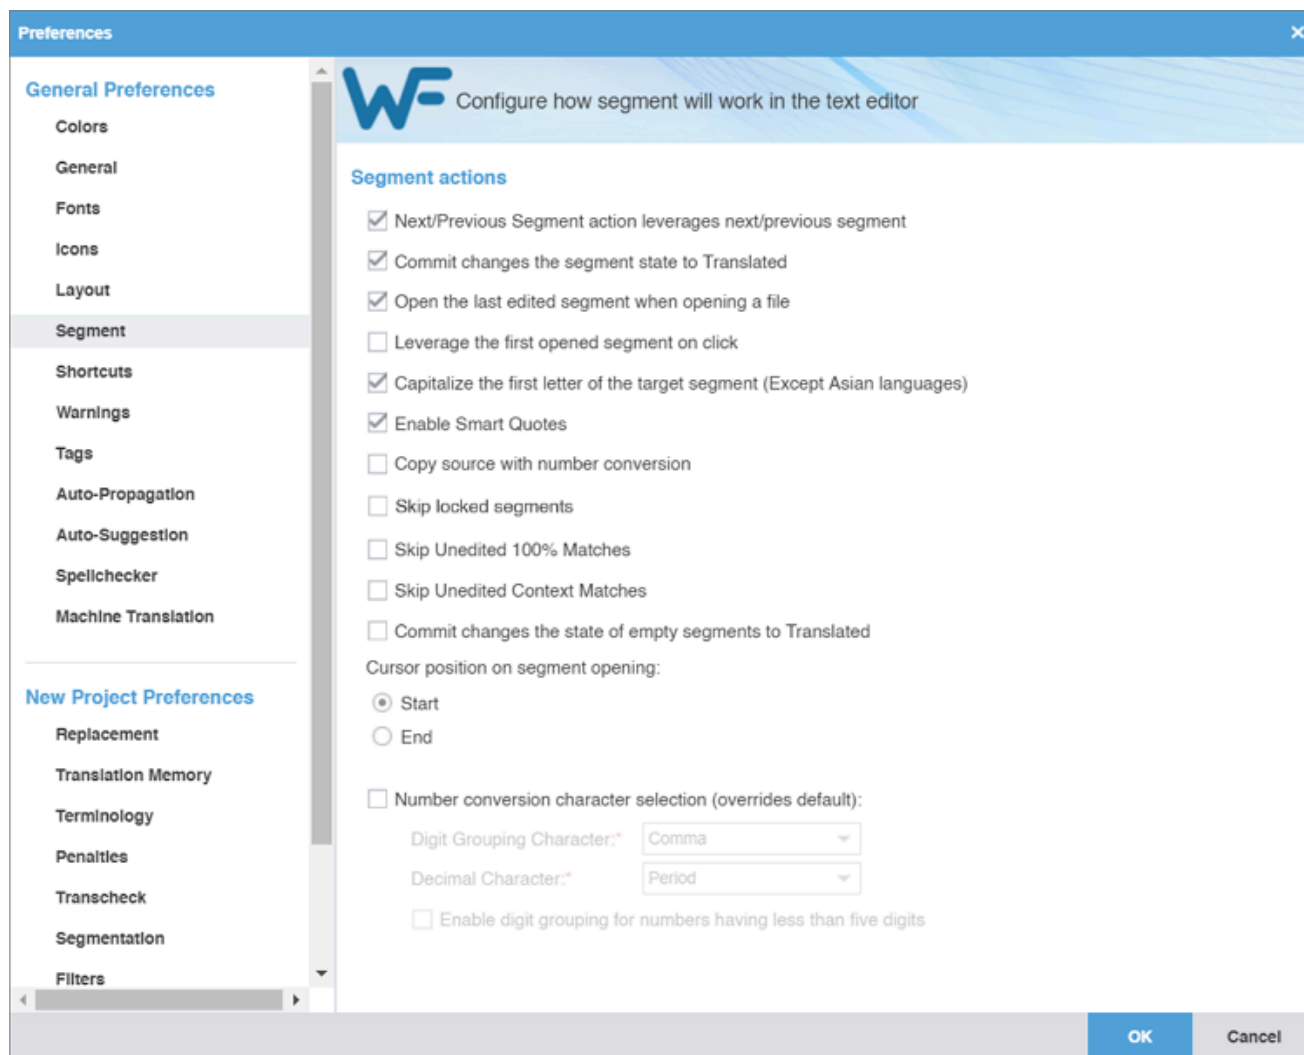 Preferences
General Preferences
Colors
General
Fonts
Icons
Layout
Segment
Shortcuts
Warnings
Tags
Auto-Propagation
Auto-Suggestion
Spellchecker
Machine Translation
New Project Preferences
Replacement
Translation Memory
Terminology
Penalties
Transcheck
Segmentation
Filters
WF Configure how segment will work in the text editor
Segment actions
Next/Previous Segment action leverages next/previous segment
Commit changes the segment state to Translated
Open the last edited segment when opening a file
Leverage the first opened segment on click
Capitalize the first letter of the target segment (Except Asian languages)
Enable Smart Quotes
Copy source with number conversion
Skip locked segments
Skip Unedited 100% Matches
Skip Unedited Context Matches
Commit changes the state of empty segments to Translated
Cursor position on segment opening:
Start
End
Number conversion character selection (overrides default):
Digit Grouping Character:* Comma
Decimal Character:* Period
Enable digit grouping for numbers having less than five digits
OK Cancel